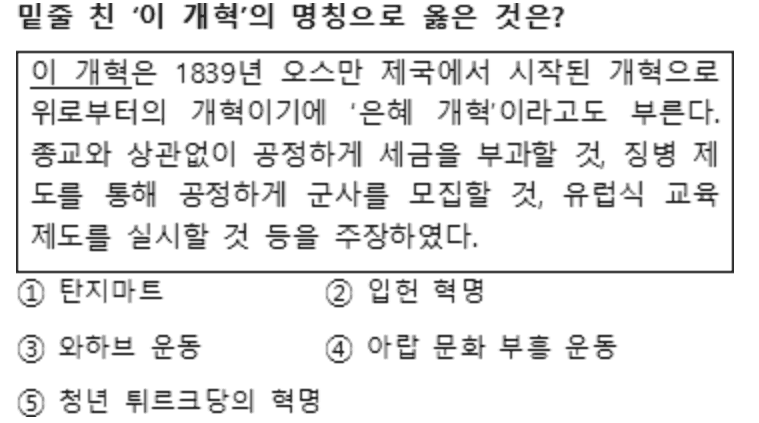 밑줄 친 ‘이 개혁’의 명칭으로 옳은 것은?
이 개혁은 1839년 오스만 제국에서 시작된 개혁으로
위로부터의 개혁이기에 ‘은혜 개혁’이라고도 부른다.
종교와 상관없이 공정하게 세금을 부과할 것, 징병 제
도를 통해 공정하게 군사를 모집할 것, 유럽식 교육
제도를 실시할 것 등을 주장하였다.
① 탄지마트 ② 입헌 혁명
③ 와하브 운동 ④ 아랍 문화 부흥 운동
⑤ 청년 튀르크당의 혁명